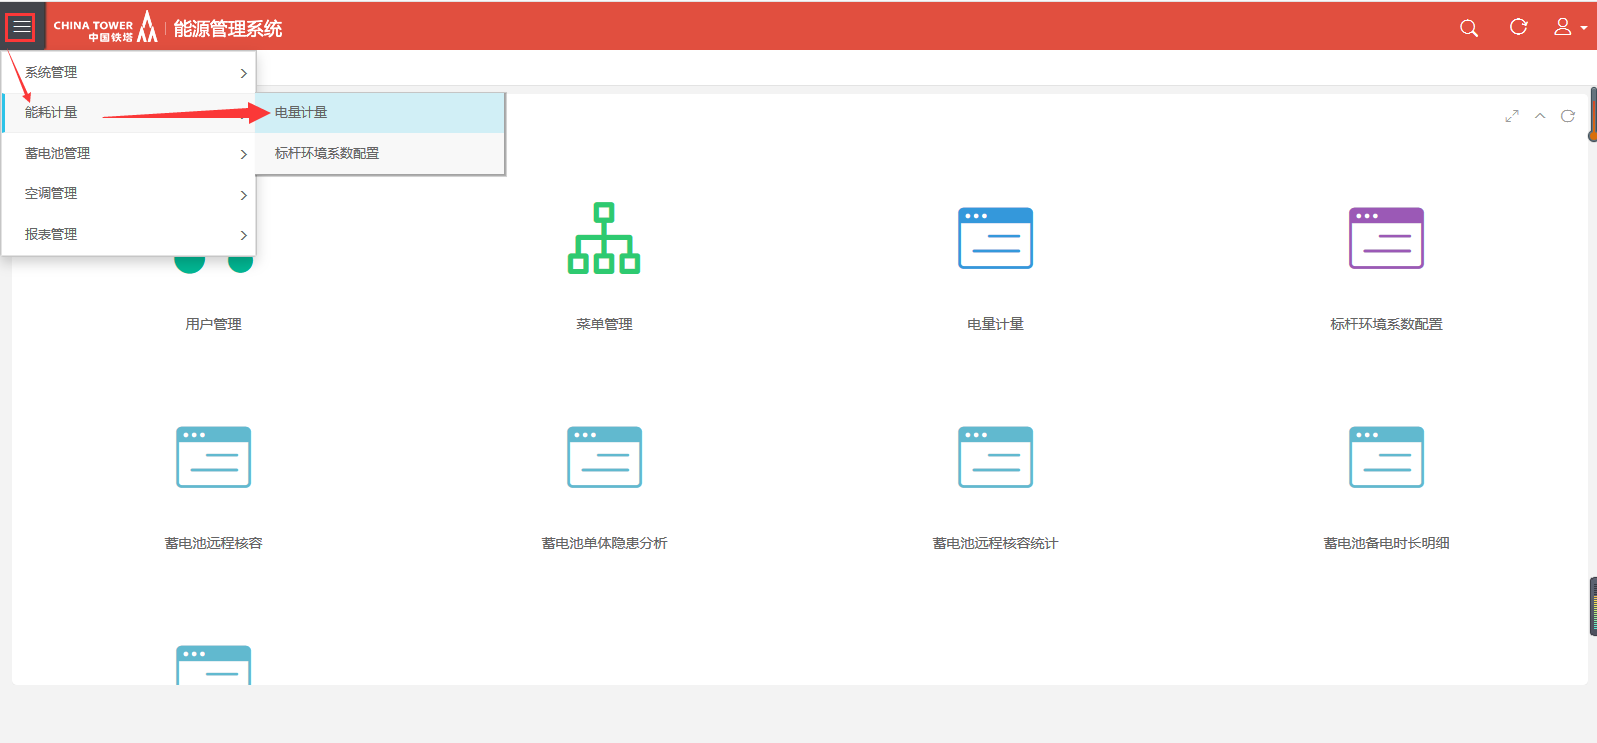 CHINA TOWER
中国铁塔
能源管理系统
系统管理
能耗计量
电量计量
蓄电池管理
标杆环境系数配置
空调管理
报表管理
用户管理
菜单管理
电量计量
标杆环境系数配置
蓄电池远程核容
蓄电池单体隐患分析
蓄电池远程核容统计
蓄电池备电时长明细